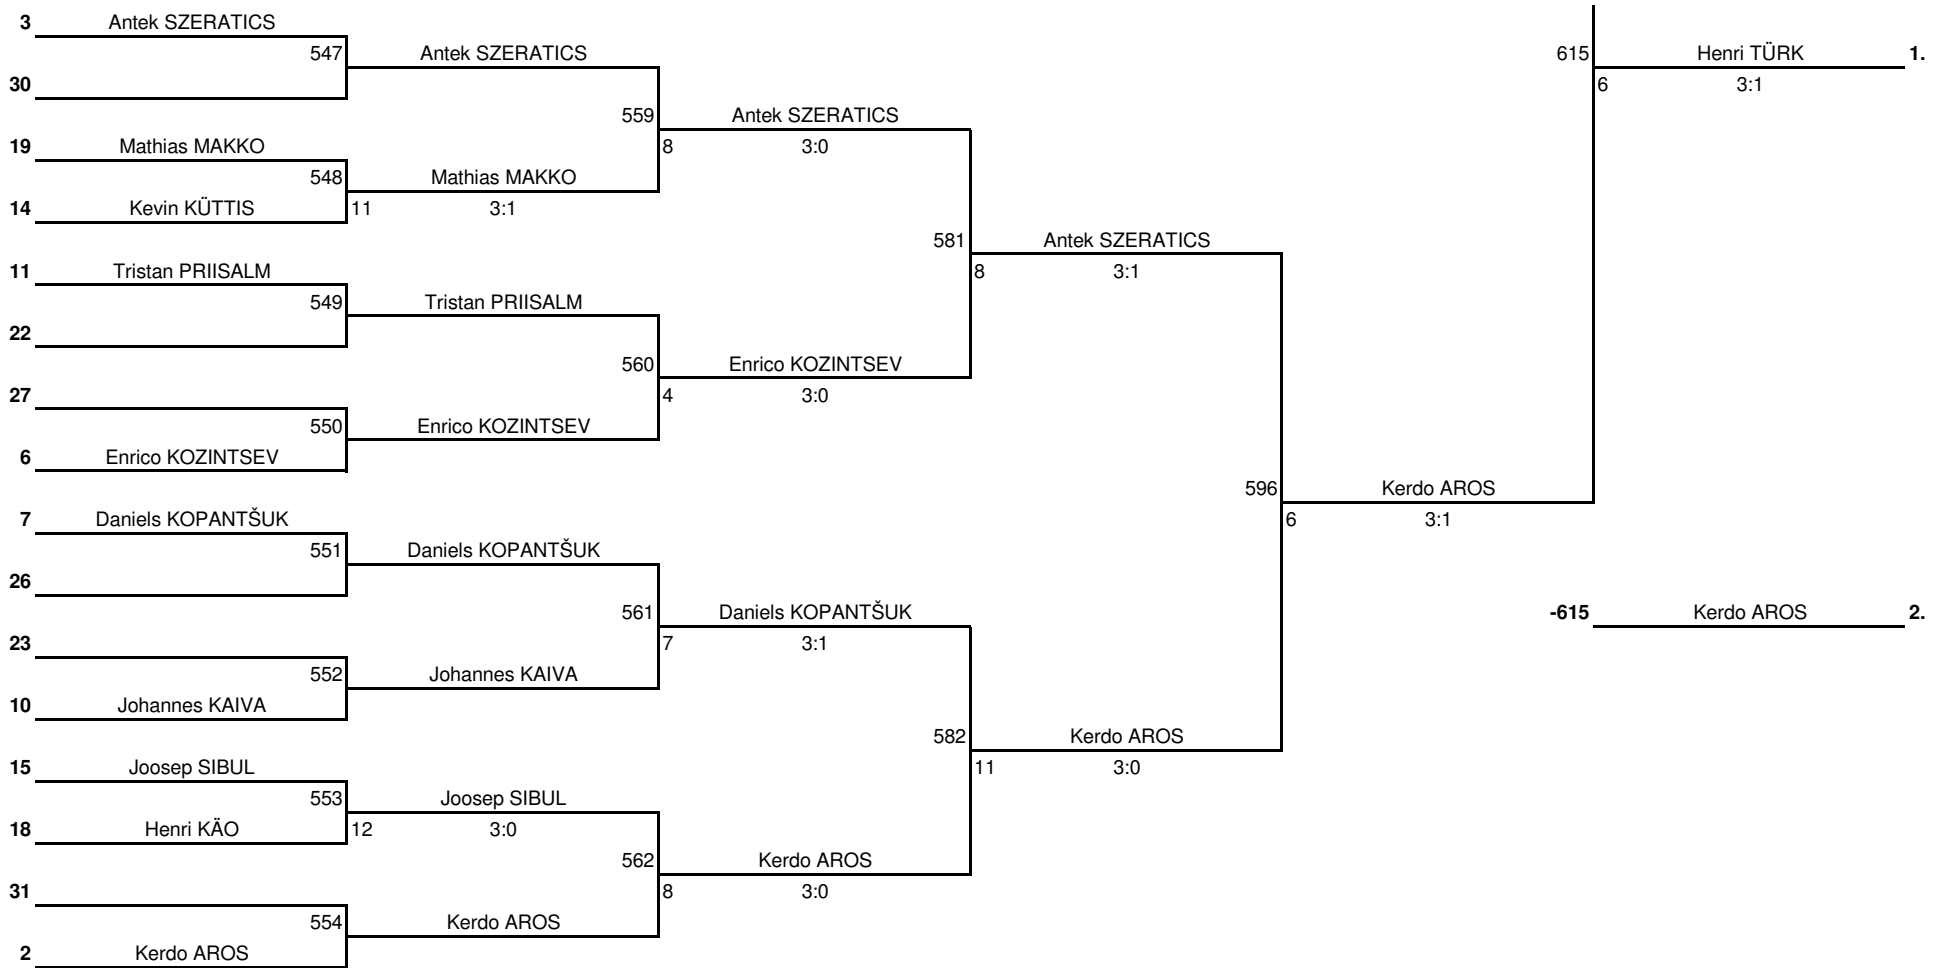 3 Antek SZERATICS
547 Antek SZERATICS 615 Henri TÜRK 1.
30 6 3:1
559 Antek SZERATICS
19 Mathias MAKKO 8 3:0
548 Mathias MAKKO
14 Kevin KÜTTIS 11 3:1
581 Antek SZERATICS
11 Tristan PRIISALM 8 3:1
549 Tristan PRIISALM
22
560 Enrico KOZINTSEV
27 4 3:0
550 Enrico KOZINTSEV
6 Enrico KOZINTSEV
596 Kerdo AROS
7 Daniels KOPANTŠUK 6 3:1
551 Daniels KOPANTŠUK
26
561 Daniels KOPANTŠUK -615 Kerdo AROS 2.
23 7 3:1
552 Johannes KAIVA
10 Johannes KAIVA
582 Kerdo AROS
15 Joosep SIBUL 11 3:0
553 Joosep SIBUL
18 Henri KÄO 12 3:0
562 Kerdo AROS
31 8 3:0
554 Kerdo AROS
2 Kerdo AROS